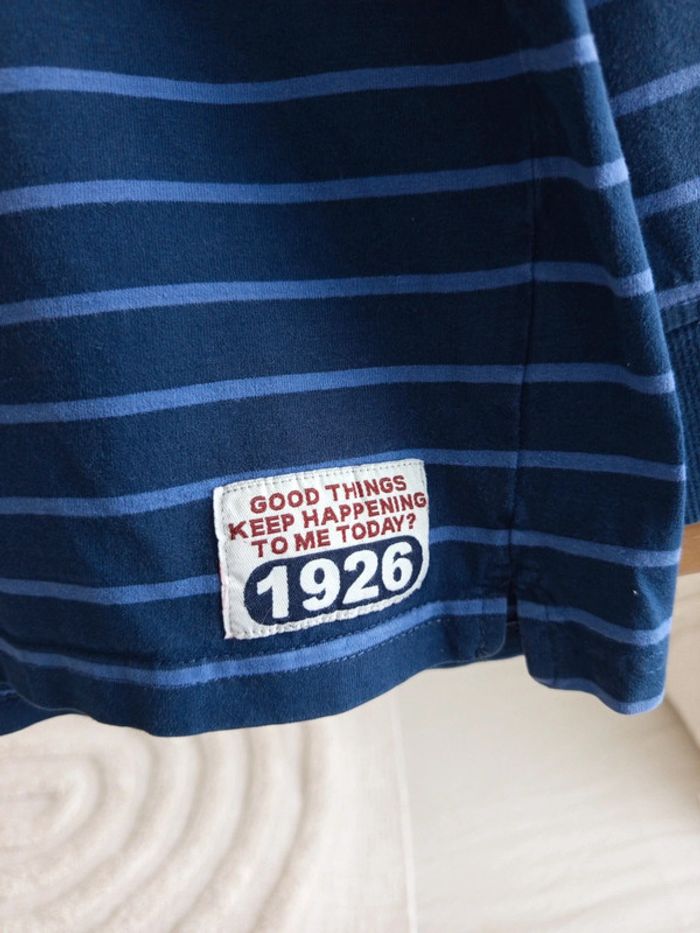 GOOD THINGS
KEEP HAPPENING
TO ME TODAY?
1926